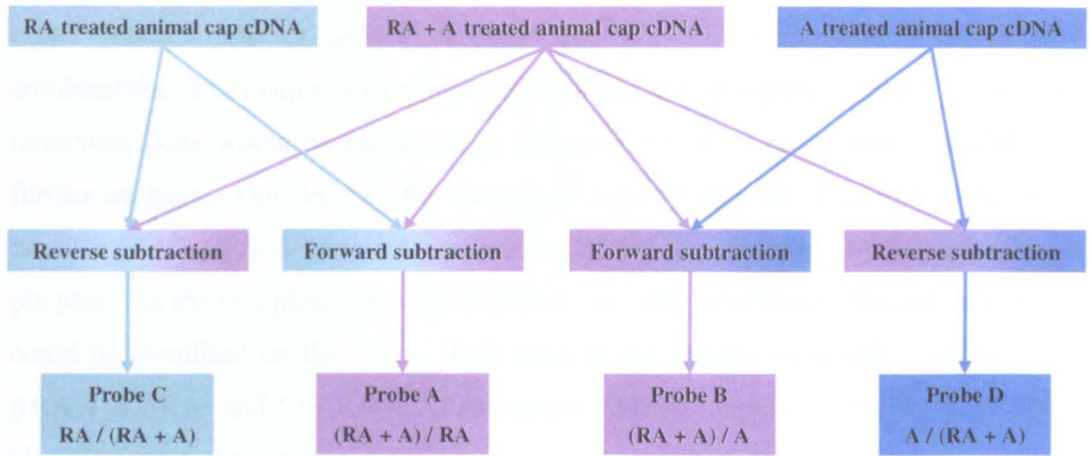 RA treated animal cap cDNA
RA + A treated animal cap cDNA
A treated animal cap cDNA
Reverse subtraction
Forward subtraction
Forward subtraction
Reverse subtraction
Probe C
RA / (RA + A)
Probe A
(RA + A) / RA
Probe B
(RA + A) / A
Probe D
A / (RA + A)